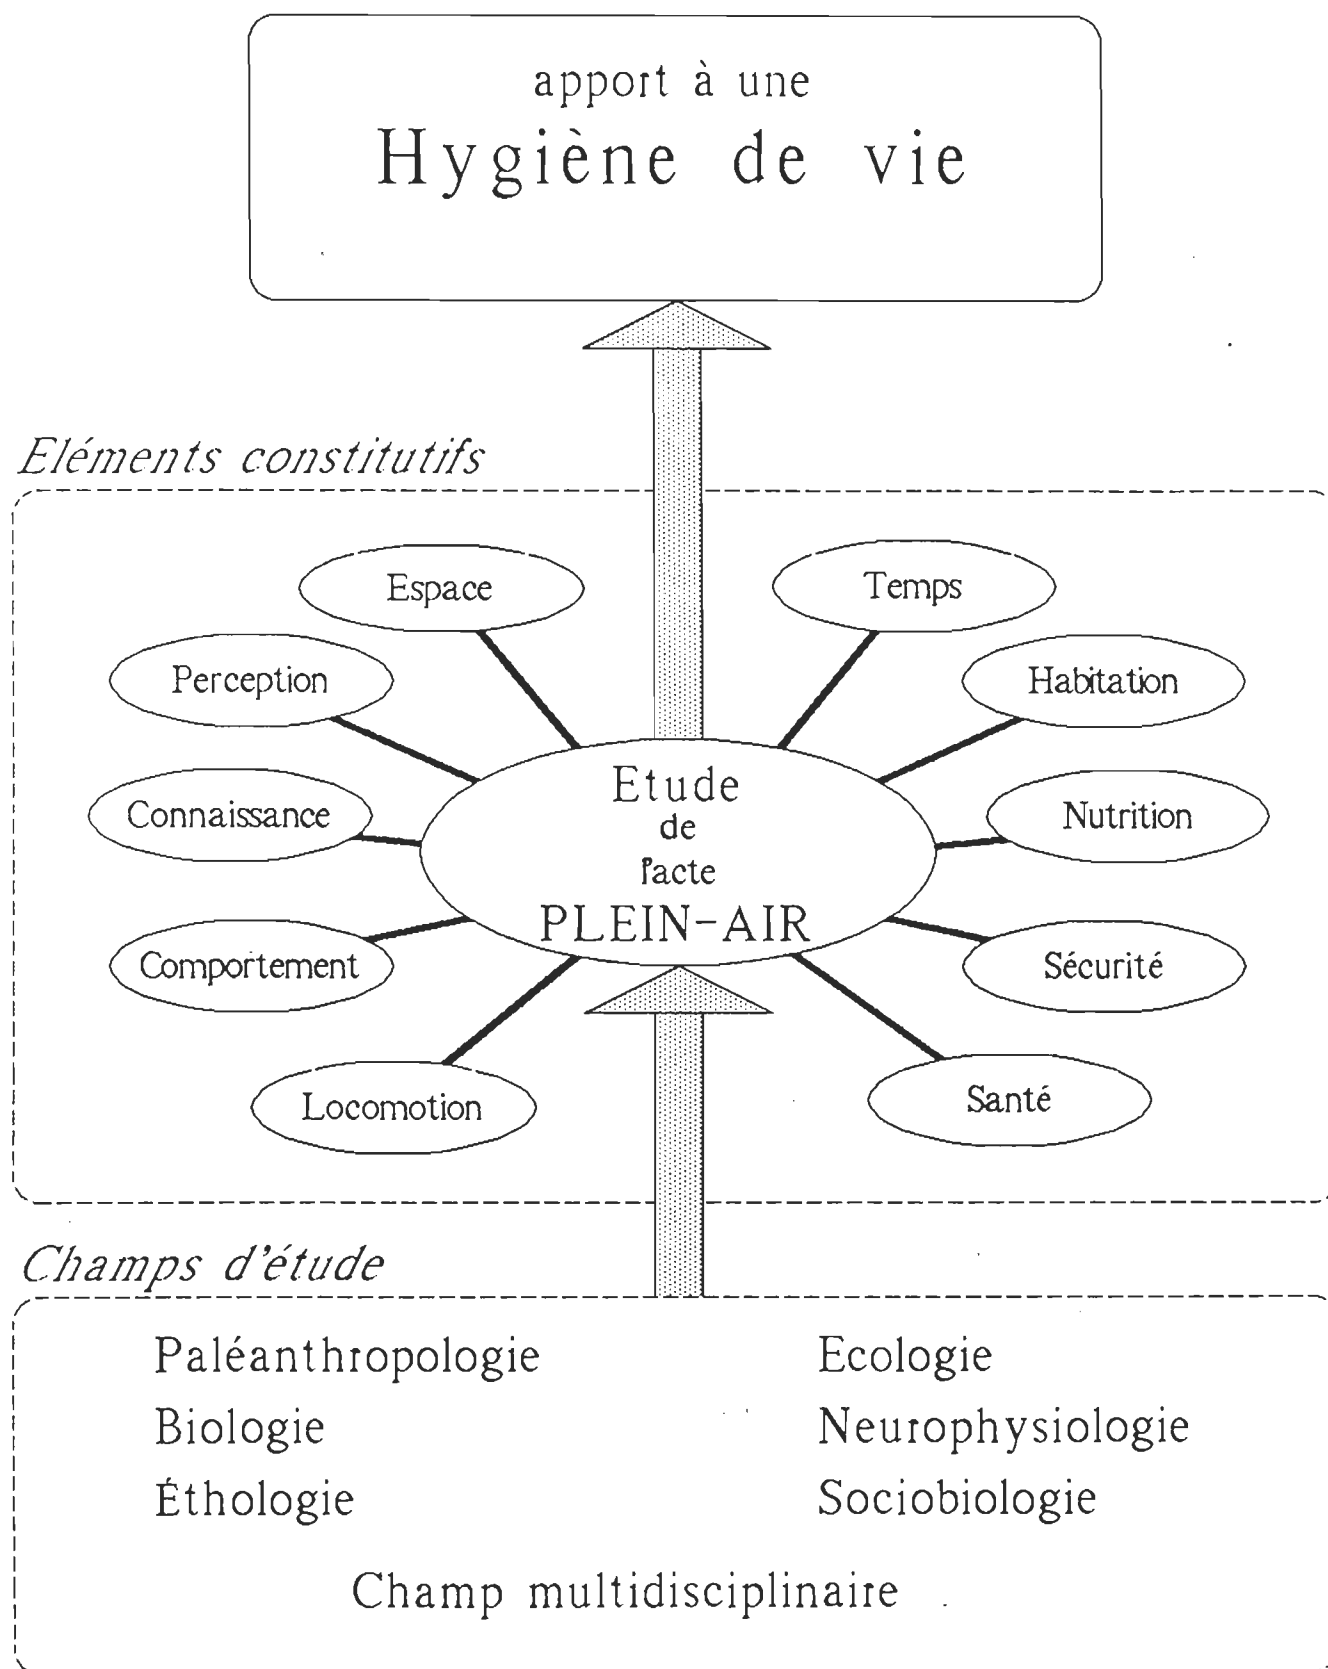 apport à une
Hygiène de vie
Eléments constitutifs
Espace
Temps
Perception
Habitation
Connaissance
Nutrition
Etude
de
l'acte
PLEIN-AIR
Comportement
Sécurité
Locomotion
Santé
Champs d'étude
Paléanthropologie
Ecologie
Biologie
Neurophysiologie
Éthologie
Sociobiologie
Champ multidisciplinaire